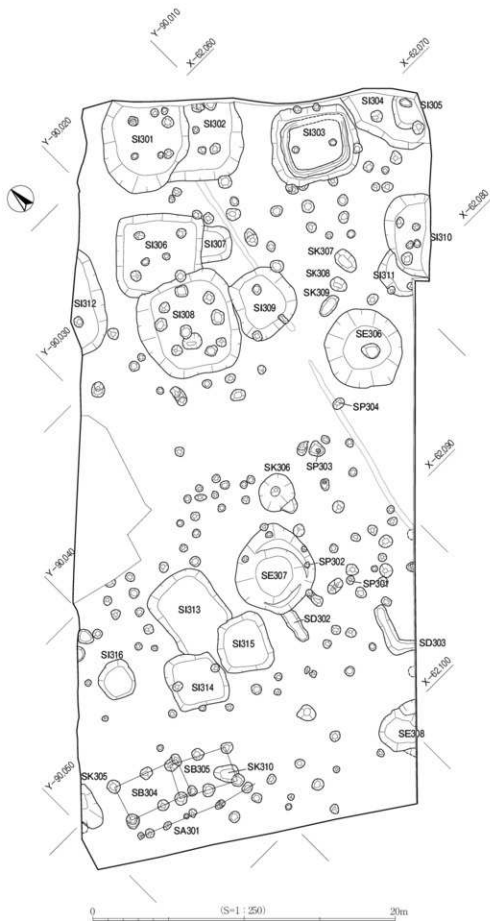 Y-90.010
X-62.060
X-62.070
Y-90.020
SI304
SI305
SI301
SI302
SI303
X-62.080
SK307
SI310
SI306
SI307
SK308
SI311
SK309
SI312
SI309
SI308
SE306
Y-90.030
SP304
X-62.090
SP303
SK306
Y-90.040
SP302
SE307
SP301
SI313
SD302
SI315
SD303
SI316
X-62.100
SI314
SE308
Y-90.050
SK305
SB305
SK310
SB304
SA301
0 (S=1 : 250) 20m